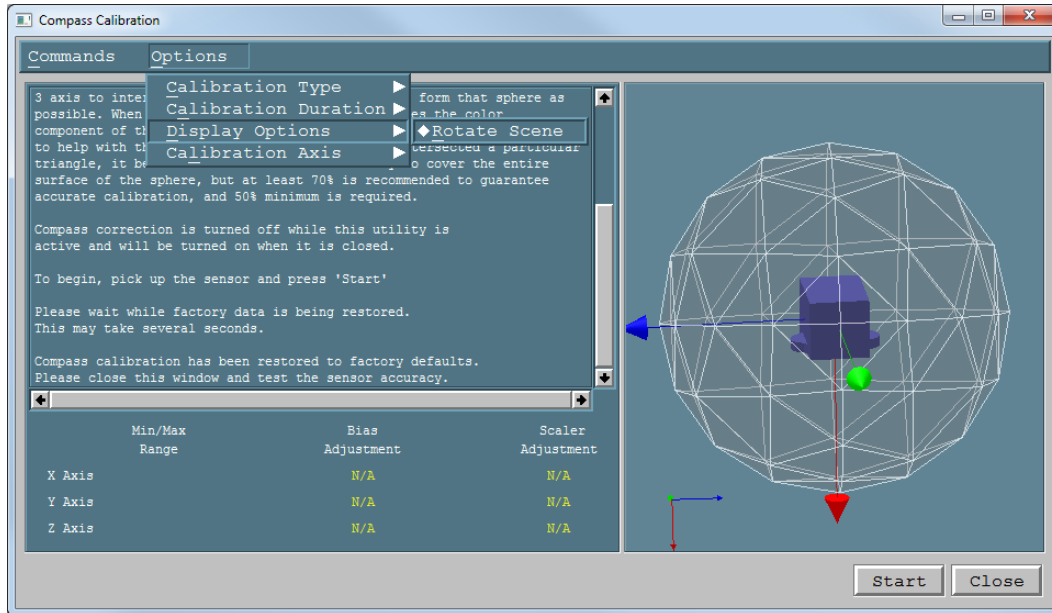 Compass Calibration
Commands Options
Calibration Type
Calibration Duration
Display Options
Rotate Scene
Calibration Axis
3 axis to inter form that sphere as
possible. When es the color
component of th
to help with th tersected a particular
triangle, it be o cover the entire
surface of the sphere, but at least 70% is recommended to guarantee
accurate calibration, and 50% minimum is required.
Compass correction is turned off while this utility is
active and will be turned on when it is closed.
To begin, pick up the sensor and press 'Start'
Please wait while factory data is being restored.
This may take several seconds.
Compass calibration has been restored to factory defaults.
Please close this window and test the sensor accuracy.
Min/Max Bias Scaler
Range Adjustment Adjustment
X Axis N/A N/A
Y Axis N/A N/A
Z Axis N/A N/A
Start Close